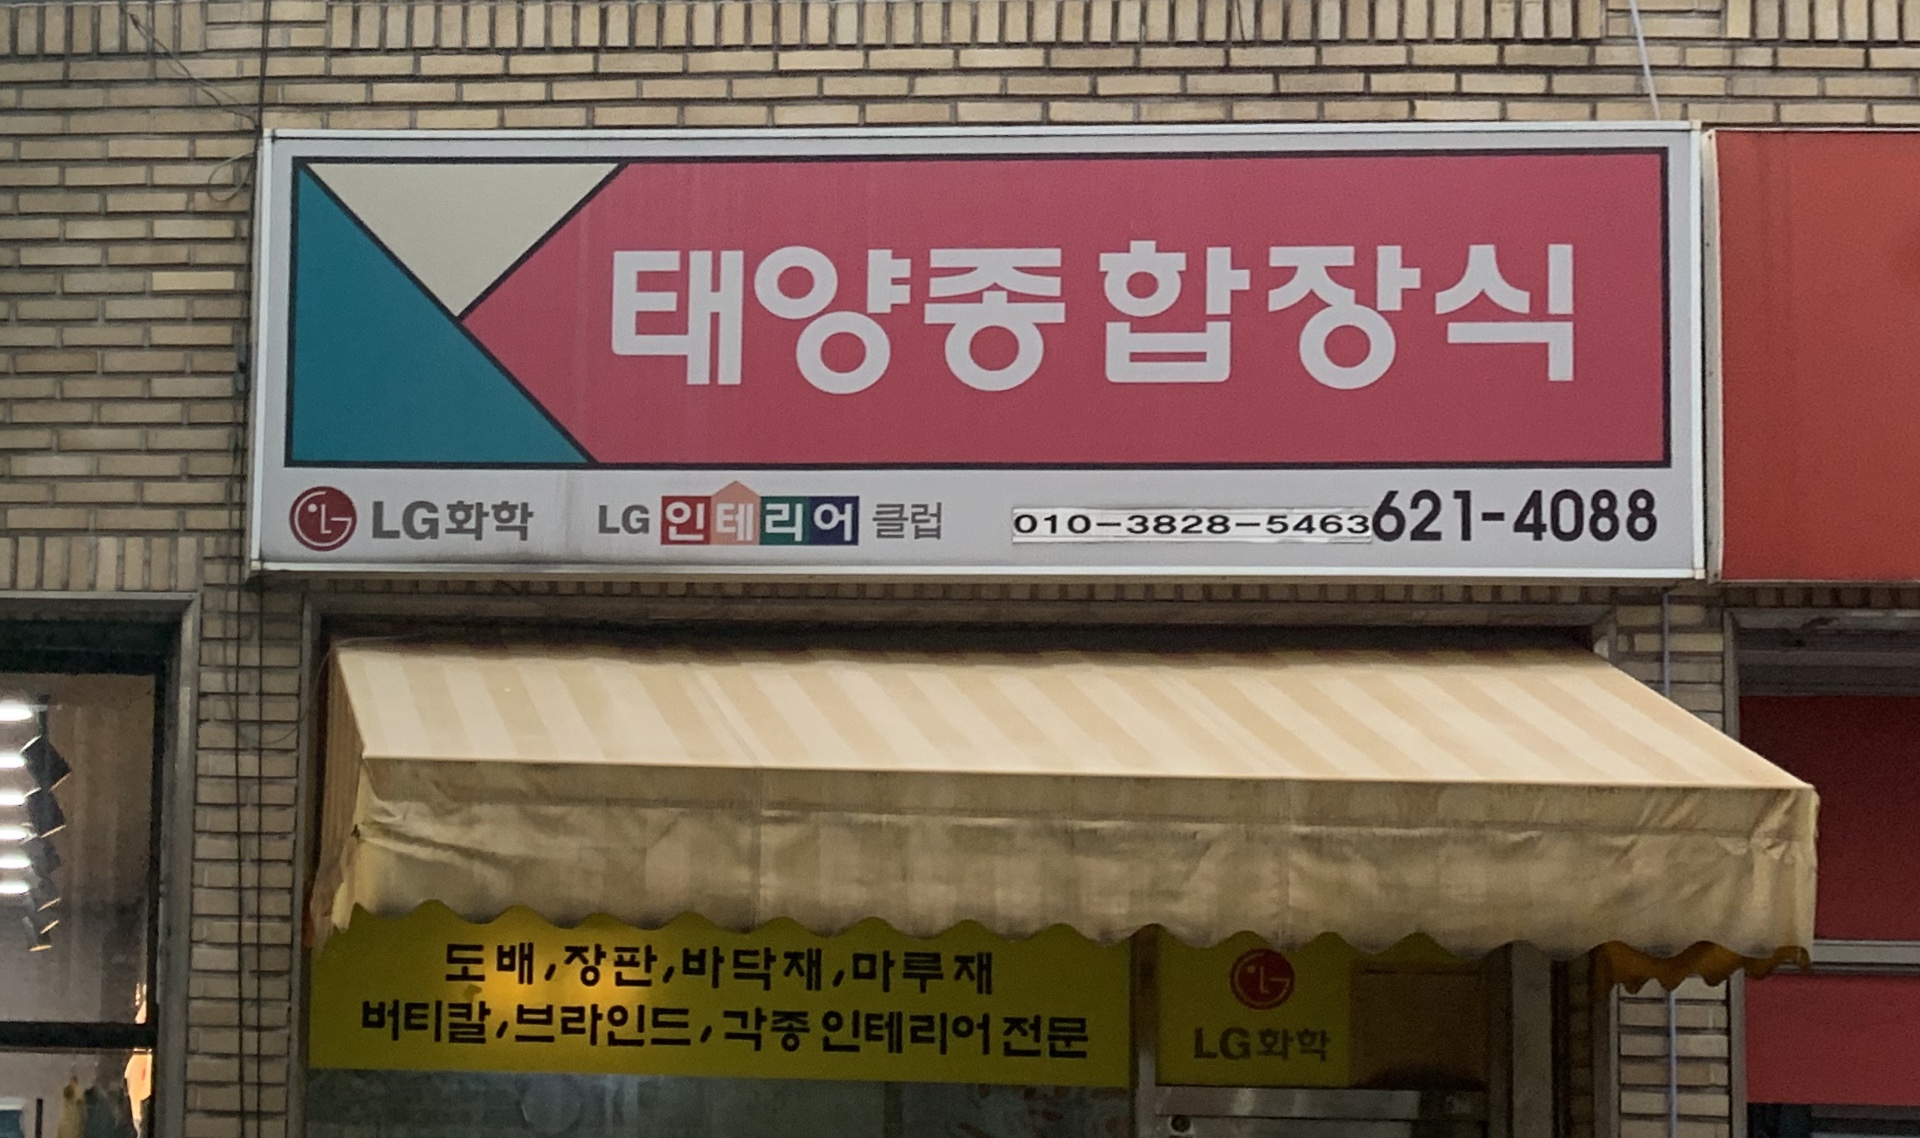 태양종합장식
LG화학 LG 인테리어 클럽 010-3828-5463 621-4088
도배,장판,바닥재,마루재
버티칼,브라인드,각종인테리어전문
LG화학